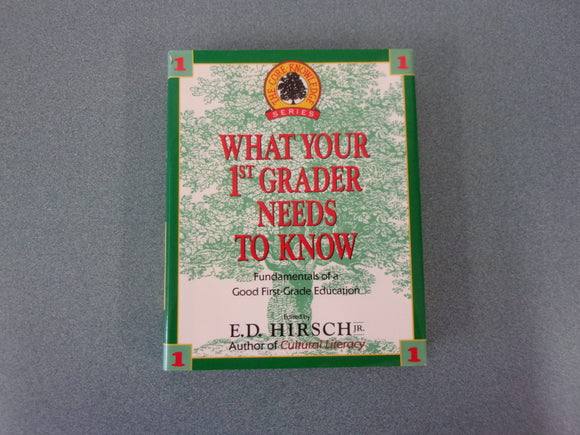 1 1
THE CORE KNOWLEDGE
SERIES
WHAT YOUR
1ST GRADER
NEEDS
TO KNOW
Fundamentals of a
Good First-Grade Education
Edited by
E.D. HIRSCH JR.
Author of Cultural Literacy
1 1